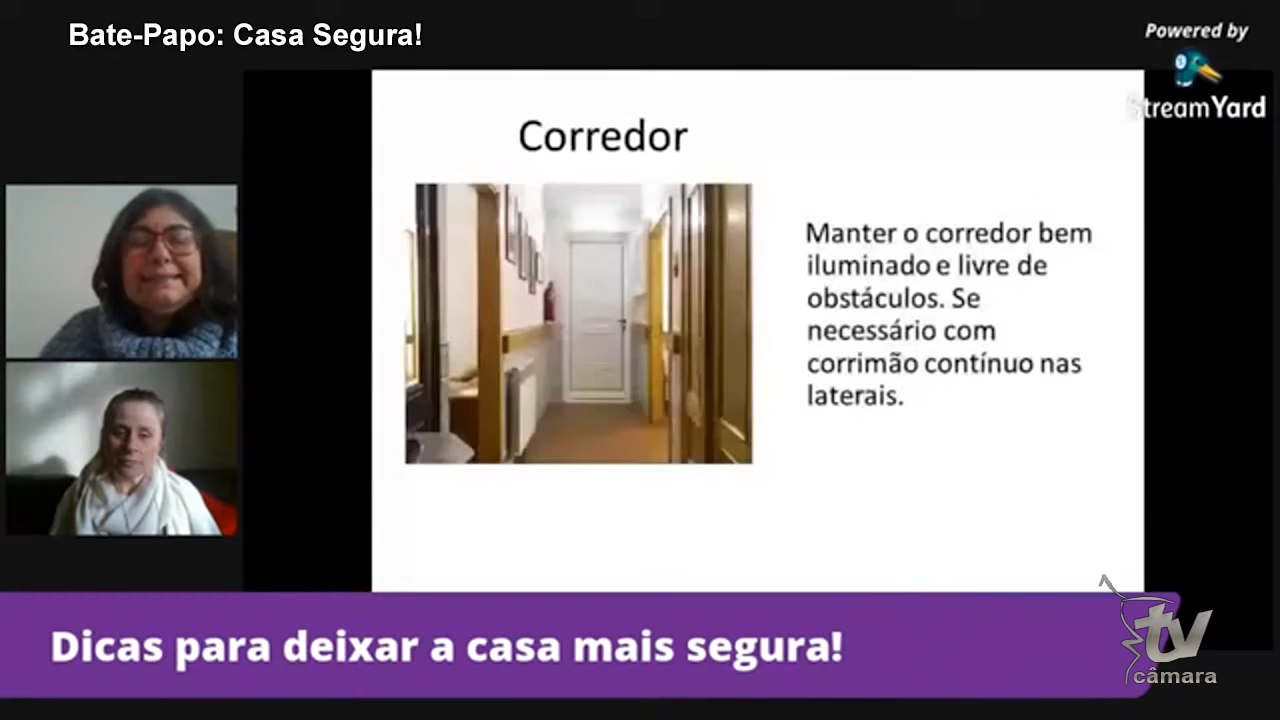 Bate-Papo: Casa Segura!
Powered by
StreamYard
Corredor
Manter o corredor bem
iluminado e livre de
obstáculos. Se
necessário com
corrimão contínuo nas
laterais.
Dicas para deixar a casa mais segura!
tv
câmara